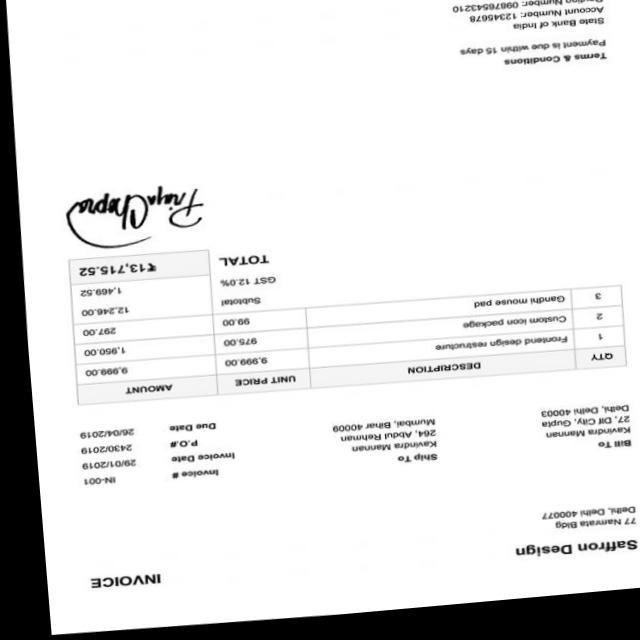 Saffron Design
INVOICE
77 Namrata Bldg
Delhi, Delhi 400077
Bill To
Kavindra Mannan
27, Dlf City, Gupta
Delhi, Delhi 40003
Ship To
Kavindra Mannan
264, Abdul Rehman
Mumbai, Bihar 40009
Invoice # IN-001
Invoice Date 29/01/2019
P.O.# 2430/2019
Due Date 26/04/2019
QTY DESCRIPTION UNIT PRICE AMOUNT
1 Frontend design restructure 9,999.00 9,999.00
2 Custom icon package 975.00 1,950.00
3 Gandhi mouse pad 99.00 297.00
Subtotal 12,246.00
GST 12.0% 1,469.52
TOTAL ₹13,715.52
Priya Chopra
Terms & Conditions
Payment is due within 15 days
State Bank of India
Account Number: 12345678
Routing Number: 098765432​10